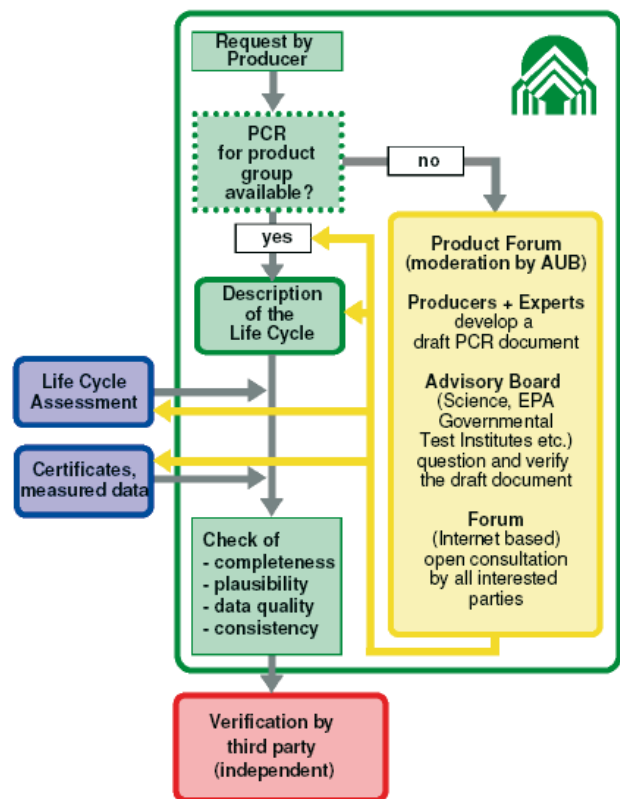 Request by
Producer
PCR
for product
group
available?
no
yes
Product Forum
(moderation by AUB)
Producers + Experts
develop a
draft PCR document
Description
of the
Life Cycle
Life Cycle
Assessment
Advisory Board
(Science, EPA
Governmental
Test Institutes etc.)
question and verify
the draft document
Certificates,
measured data
Forum
(Internet based)
open consultation
by all interested
parties
Check of
- completeness
- plausibility
- data quality
- consistency
Verification by
third party
(independent)